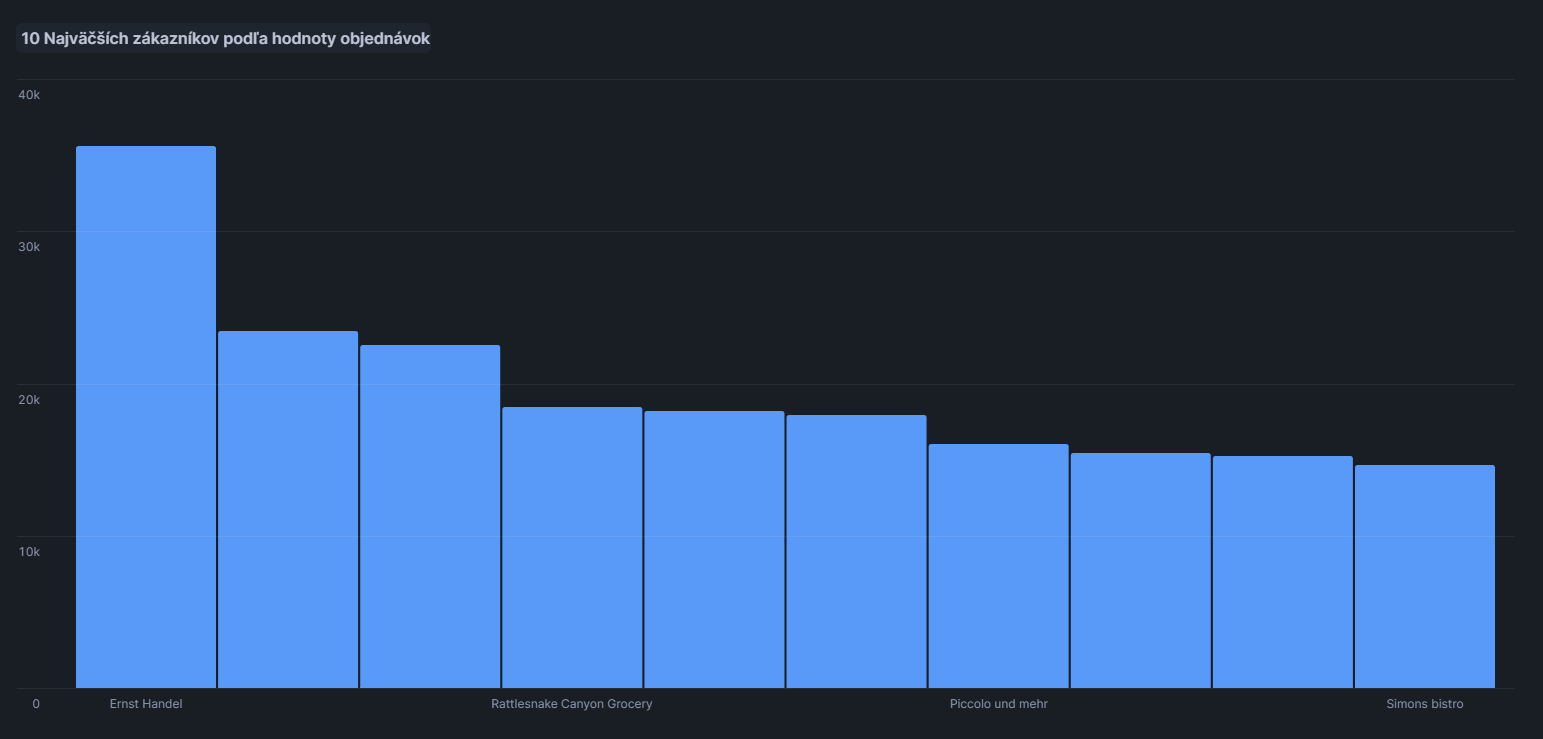 10 Najväčších zákazníkov podľa hodnoty objednávok
40k
30k
20k
10k
0
Ernst Handel
Rattlesnake Canyon Grocery
Piccolo und mehr
Simons bistro